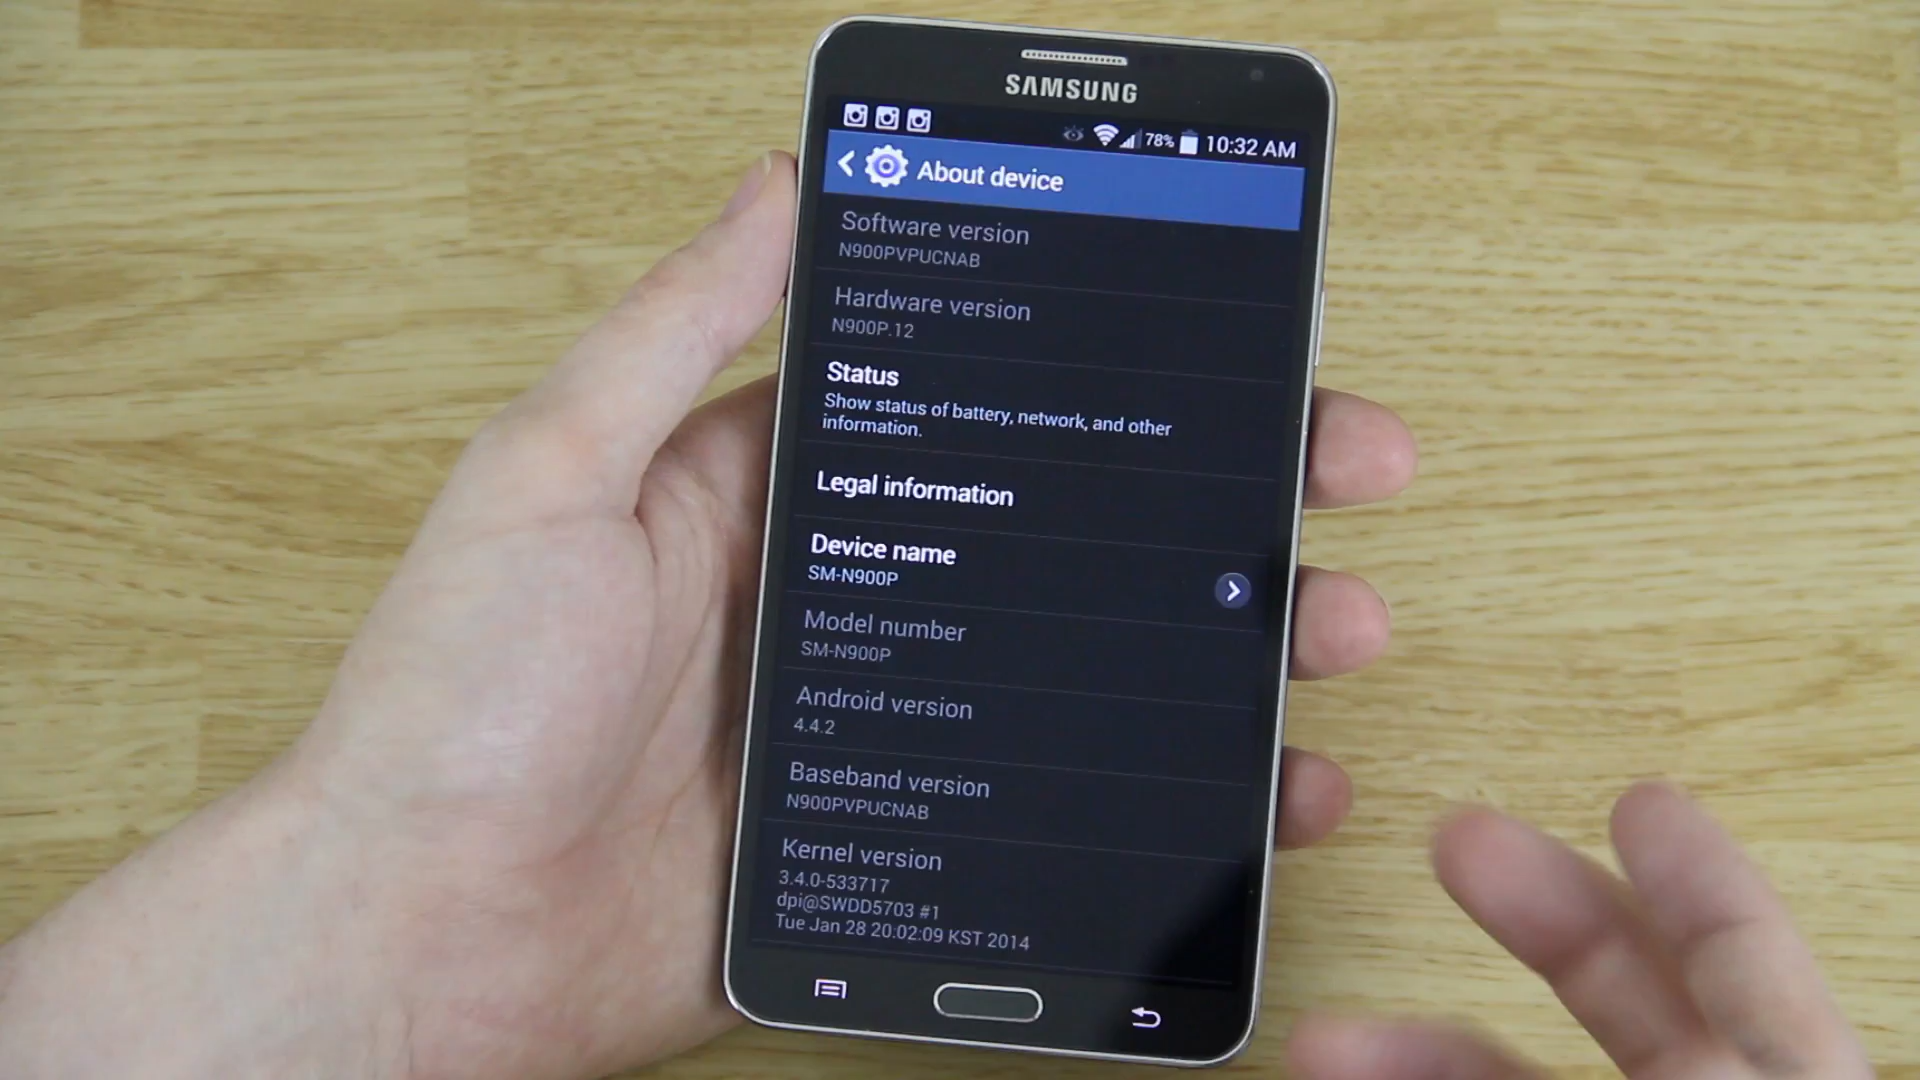 SAMSUNG
78% 10:32 AM
About device
Software version
N900PVPUCNAB
Hardware version
N900P.12
Status
Show status of battery, network, and other
information.
Legal information
Device name
SM-N900P
Model number
SM-N900P
Android version
4.4.2
Baseband version
N900PVPUCNAB
Kernel version
3.4.0-533717
dpi@SWDD5703 #1
Tue Jan 28 20:02:09 KST 2014